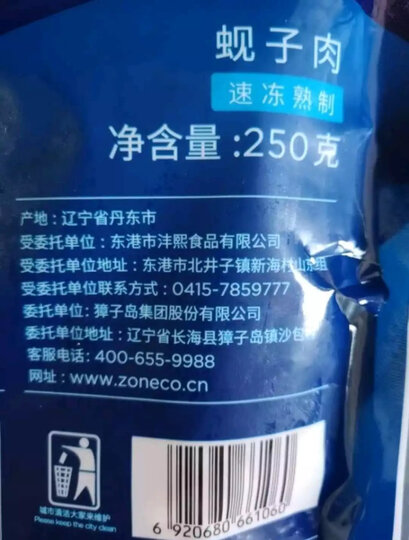 蚬子肉
速冻熟制
净含量:250克
产地:辽宁省丹东市
受委托单位:东港市沣熙食品有限公司
受委托单位地址:东港市北井子镇新海村山东组
受委托单位联系方式:0415-7859777
委托单位:獐子岛集团股份有限公司
委托单位地址:辽宁省长海县獐子岛镇沙包
客服电话:400-655-9988
网址:www.zoneco.cn
城市清洁大家来维护
Please keep the city clean
6 920680 661060